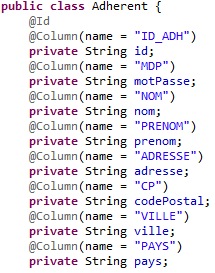 public class Adherent {
@Id
@Column(name = "ID_ADH")
private String id;
@Column(name = "MDP")
private String motPasse;
@Column(name = "NOM")
private String nom;
@Column(name = "PRENOM")
private String prenom;
@Column(name = "ADRESSE")
private String adresse;
@Column(name = "CP")
private String codePostal;
@Column(name = "VILLE")
private String ville;
@Column(name = "PAYS")
private String pays;